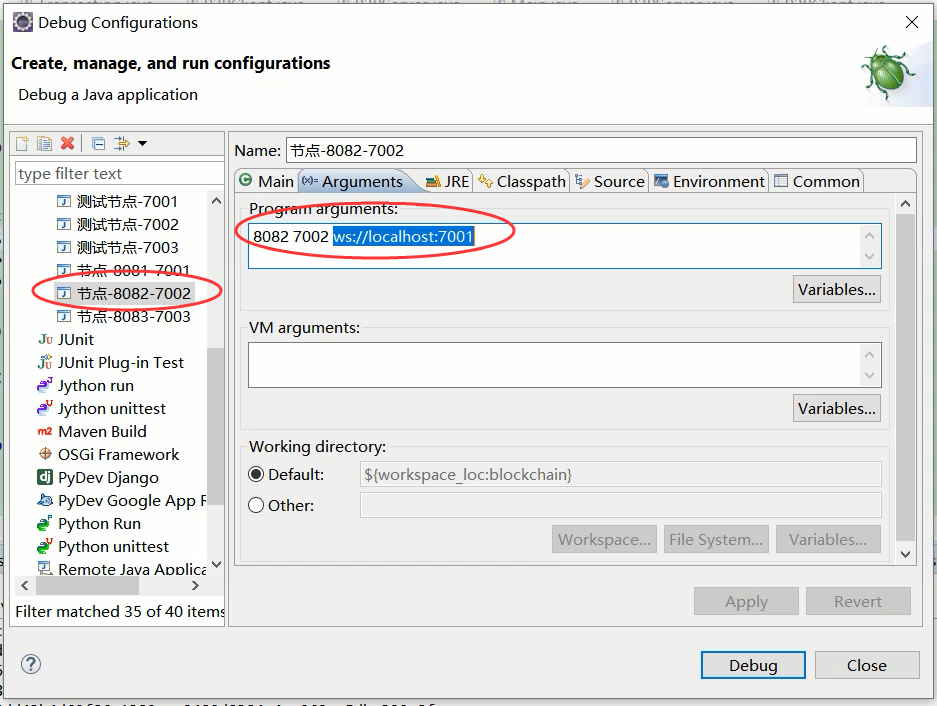 Debug Configurations
Create, manage, and run configurations
Debug a Java application
Name: 节点-8082-7002
type filter text
Main (x)= Arguments JRE Classpath Source Environment Common
测试节点-7001
测试节点-7002
测试节点-7003
节点-8081-7001
节点-8082-7002
节点-8083-7003
Ju JUnit
JUnit Plug-in Test
Jython run
Jython unittest
m2 Maven Build
OSGi Framework
dj PyDev Django
PyDev Google App R
Python Run
Python unittest
Remote Java Applica
Filter matched 35 of 40 items
Program arguments:
8082 7002 ws://localhost:7001
Variables...
VM arguments:
Variables...
Working directory:
Default: ${workspace_loc:blockchain}
Other:
Workspace... File System... Variables...
Apply Revert
Debug Close